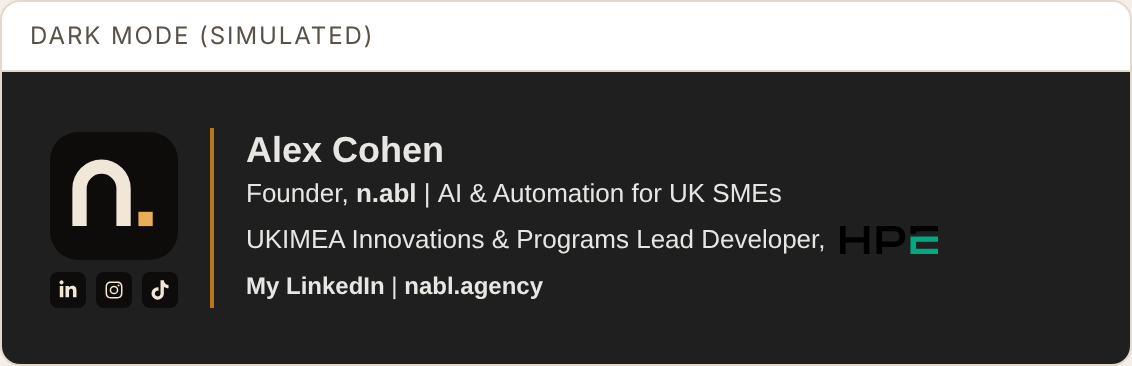 DARK MODE (SIMULATED)
n.
in
Alex Cohen
Founder, n.abl | AI & Automation for UK SMEs
UKIMEA Innovations & Programs Lead Developer, HPE
My LinkedIn | nabl.agency